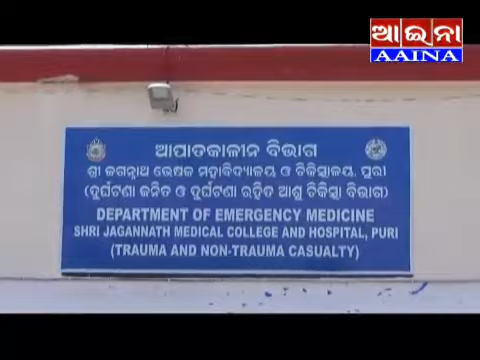 ଆଇନା
AAINA
ଆପାତକାଳୀନ ବିଭାଗ
ଶ୍ରୀ ଜଗନ୍ନାଥ ଭେଷଜ ମହାବିଦ୍ୟାଳୟ ଓ ଚିକିତ୍ସାଳୟ, ପୁରୀ
(ଦୁର୍ଘଟଣା ଜନିତ ଓ ଦୁର୍ଘଟଣା ରହିତ ଆଶୁ ଚିକିତ୍ସା ବିଭାଗ)
DEPARTMENT OF EMERGENCY MEDICINE
SHRI JAGANNATH MEDICAL COLLEGE AND HOSPITAL, PURI
(TRAUMA AND NON-TRAUMA CASUALTY)